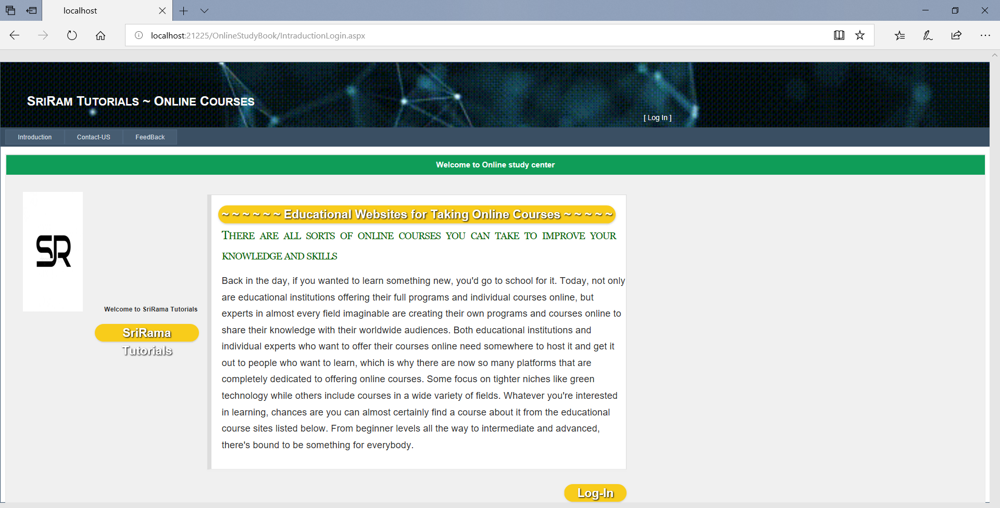 localhost
localhost:21225/OnlineStudyBook/IntraductionLogin.aspx
SriRam Tutorials ~ Online Courses
[ Log In ]
Introduction
Contact-US
FeedBack
Welcome to Online study center
SR
Welcome to SriRama Tutorials
SriRama
Tutorials
~ ~ ~ ~ ~ ~ Educational Websites for Taking Online Courses ~ ~ ~ ~ ~
There are all sorts of online courses you can take to improve your
knowledge and skills
Back in the day, if you wanted to learn something new, you'd go to school for it. Today, not only
are educational institutions offering their full programs and individual courses online, but
experts in almost every field imaginable are creating their own programs and courses online to
share their knowledge with their worldwide audiences. Both educational institutions and
individual experts who want to offer their courses online need somewhere to host it and get it
out to people who want to learn, which is why there are now so many platforms that are
completely dedicated to offering online courses. Some focus on tighter niches like green
technology while others include courses in a wide variety of fields. Whatever you're interested
in learning, chances are you can almost certainly find a course about it from the educational
course sites listed below. From beginner levels all the way to intermediate and advanced,
there's bound to be something for everybody.
Log-In